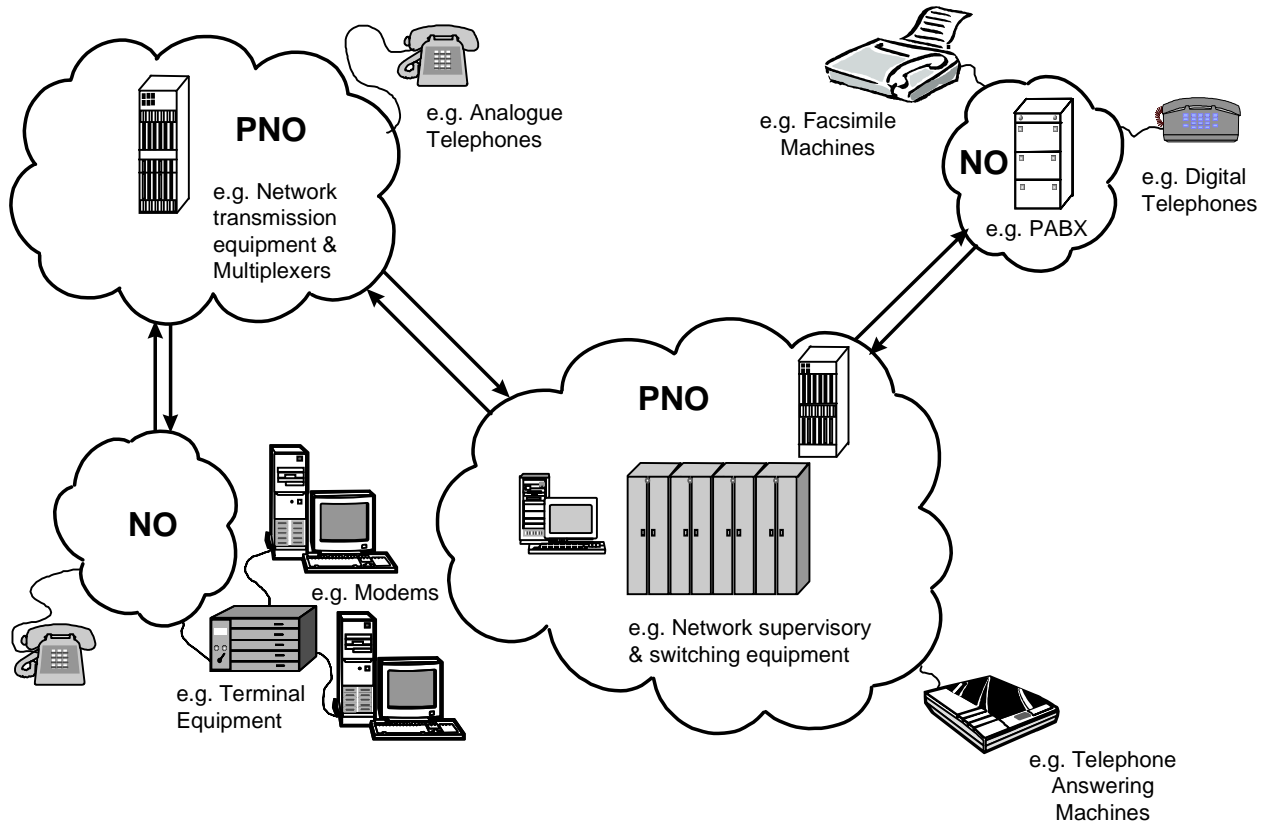 PNO
e.g. Network
transmission
equipment &
Multiplexers
e.g. Analogue
Telephones
e.g. Facsimile
Machines
NO
e.g. PABX
e.g. Digital
Telephones
PNO
e.g. Network supervisory
& switching equipment
NO
e.g. Modems
e.g. Terminal
Equipment
e.g. Telephone
Answering
Machines